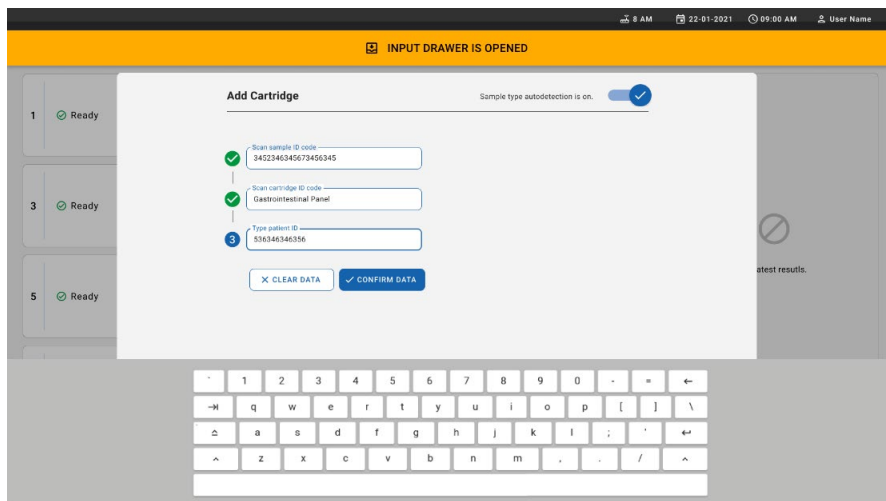 8 AM 22-01-2021 09:00 AM User Name
INPUT DRAWER IS OPENED
Add Cartridge Sample type autodetection is on.
1 Ready
Scan sample ID code
3452346345673456345
Scan cartridge ID code
Gastrointestinal Panel
3 Ready
Type patient ID
3 536346346356
atest resutls.
CLEAR DATA CONFIRM DATA
5 Ready
` 1 2 3 4 5 6 7 8 9 0 - =
q w e r t y u i o p [ ] \
a s d f g h j k l ; '
z x c v b n m , . /